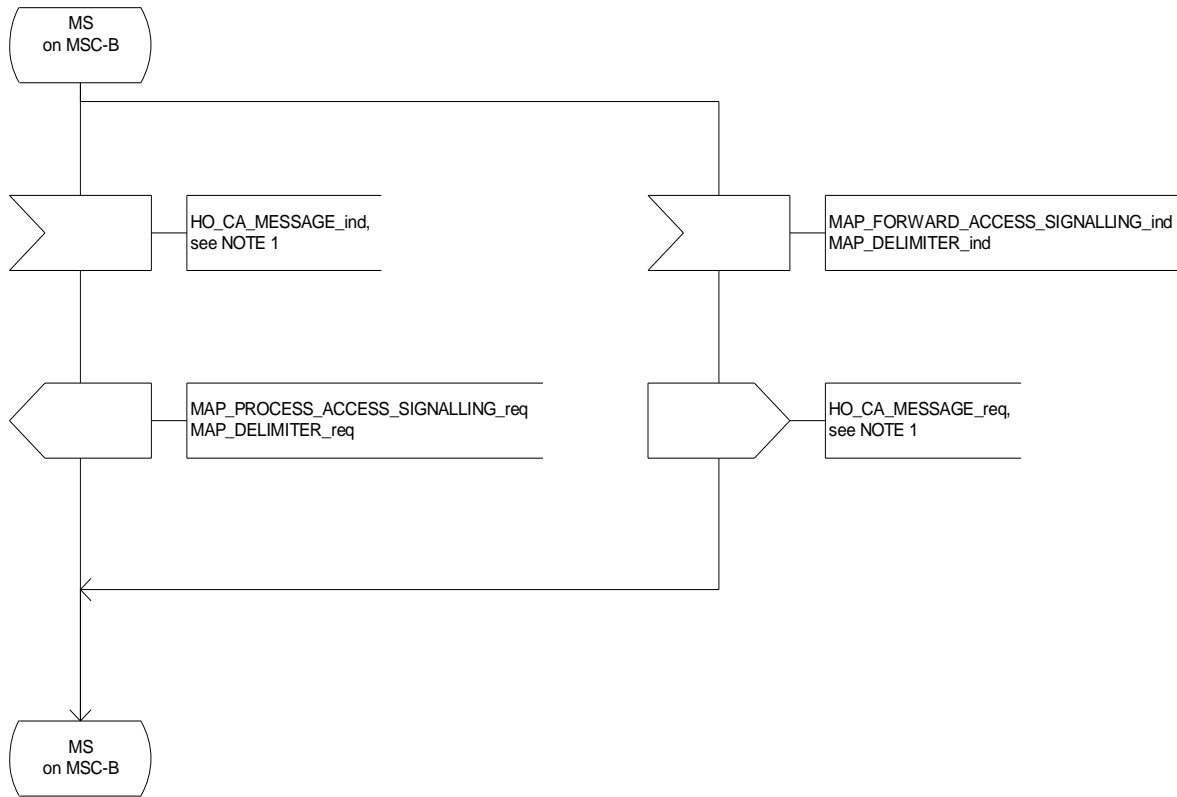 MS
on MSC-B
HO_CA_MESSAGE_ind,
see NOTE 1
MAP_FORWARD_ACCESS_SIGNALLING_ind
MAP_DELIMITER_ind
MAP_PROCESS_ACCESS_SIGNALLING_req
MAP_DELIMITER_req
HO_CA_MESSAGE_req,
see NOTE 1
MS
on MSC-B